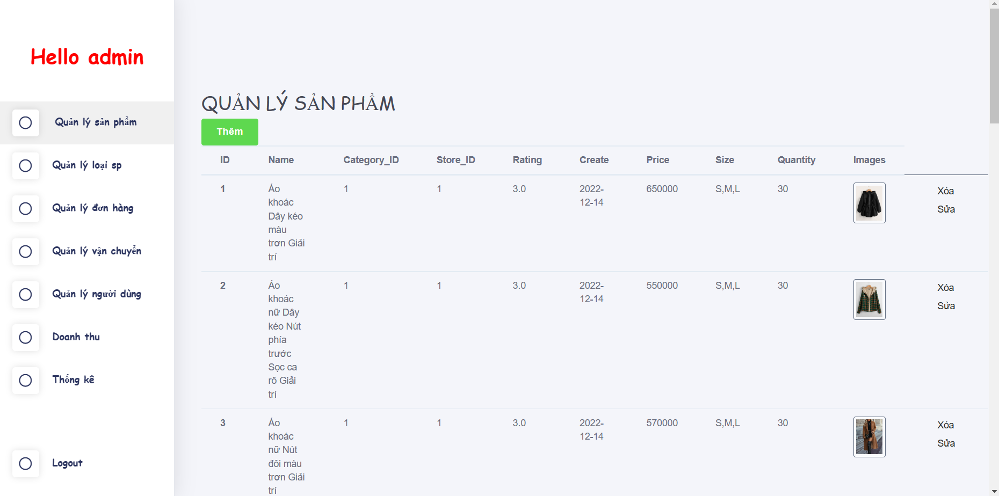 Hello admin
Quản lý sản phẩm
Quản lý loại sp
Quản lý đơn hàng
Quản lý vận chuyển
Quản lý người dùng
Doanh thu
Thống kê
Logout
QUẢN LÝ SẢN PHẨM
Thêm
ID Name Category_ID Store_ID Rating Create Price Size Quantity Images
1 Áo 1 1 3.0 2022- 650000 S,M,L 30 Xóa
khoác 12-14 Sửa
Dây kéo
màu
trơn Giải
trí
2 Áo 1 1 3.0 2022- 550000 S,M,L 30 Xóa
khoác 12-14 Sửa
nữ Dây
kéo Nút
phía
trước
Sọc ca
rô Giải
trí
3 Áo 1 1 3.0 2022- 570000 S,M,L 30 Xóa
khoác 12-14 Sửa
nữ Nút
đôi màu
trơn Giải
trí